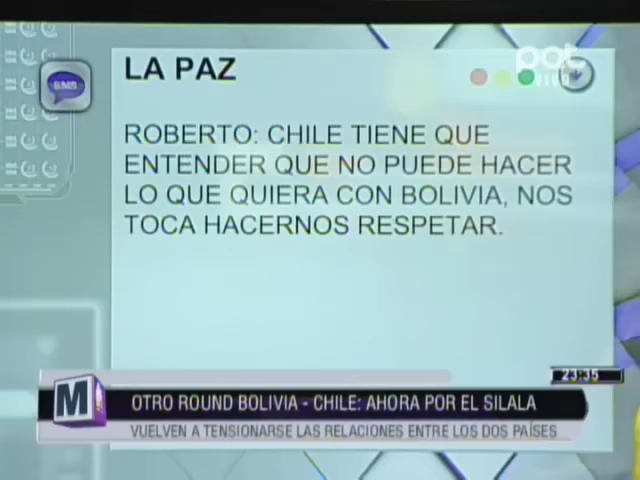 LA PAZ
SMS
pat
VIVO
ROBERTO: CHILE TIENE QUE
ENTENDER QUE NO PUEDE HACER
LO QUE QUIERA CON BOLIVIA, NOS
TOCA HACERNOS RESPETAR.
23:35
M
OTRO ROUND BOLIVIA - CHILE: AHORA POR EL SILALA
VUELVEN A TENSIONARSE LAS RELACIONES ENTRE LOS DOS PAÍSES